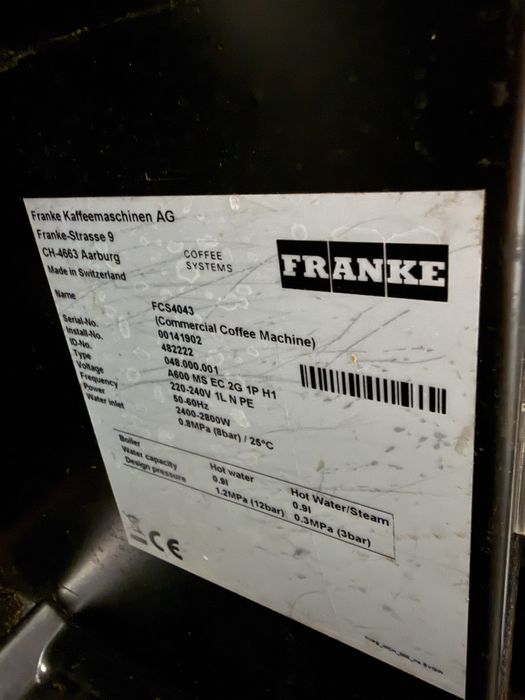 Franke Kaffeemaschinen AG
Franke-Strasse 9
CH-4663 Aarburg
Made in Switzerland
COFFEE
SYSTEMS
FRANKE
Name FCS4043
(Commercial Coffee Machine)
Serial-No. 00141902
Install-No. 482222
ID-No. 048.000.001
Type A600 MS EC 2G 1P H1
Voltage 220-240V 1L N PE
Frequency 50-60Hz
Power 2400-2800W
Water inlet 0.8MPa (8bar) / 25°C
Boiler Hot water Hot Water/Steam
Water capacity 0.9l 0.9l
Design pressure 1.2MPa (12bar) 0.3MPa (3bar)
CE